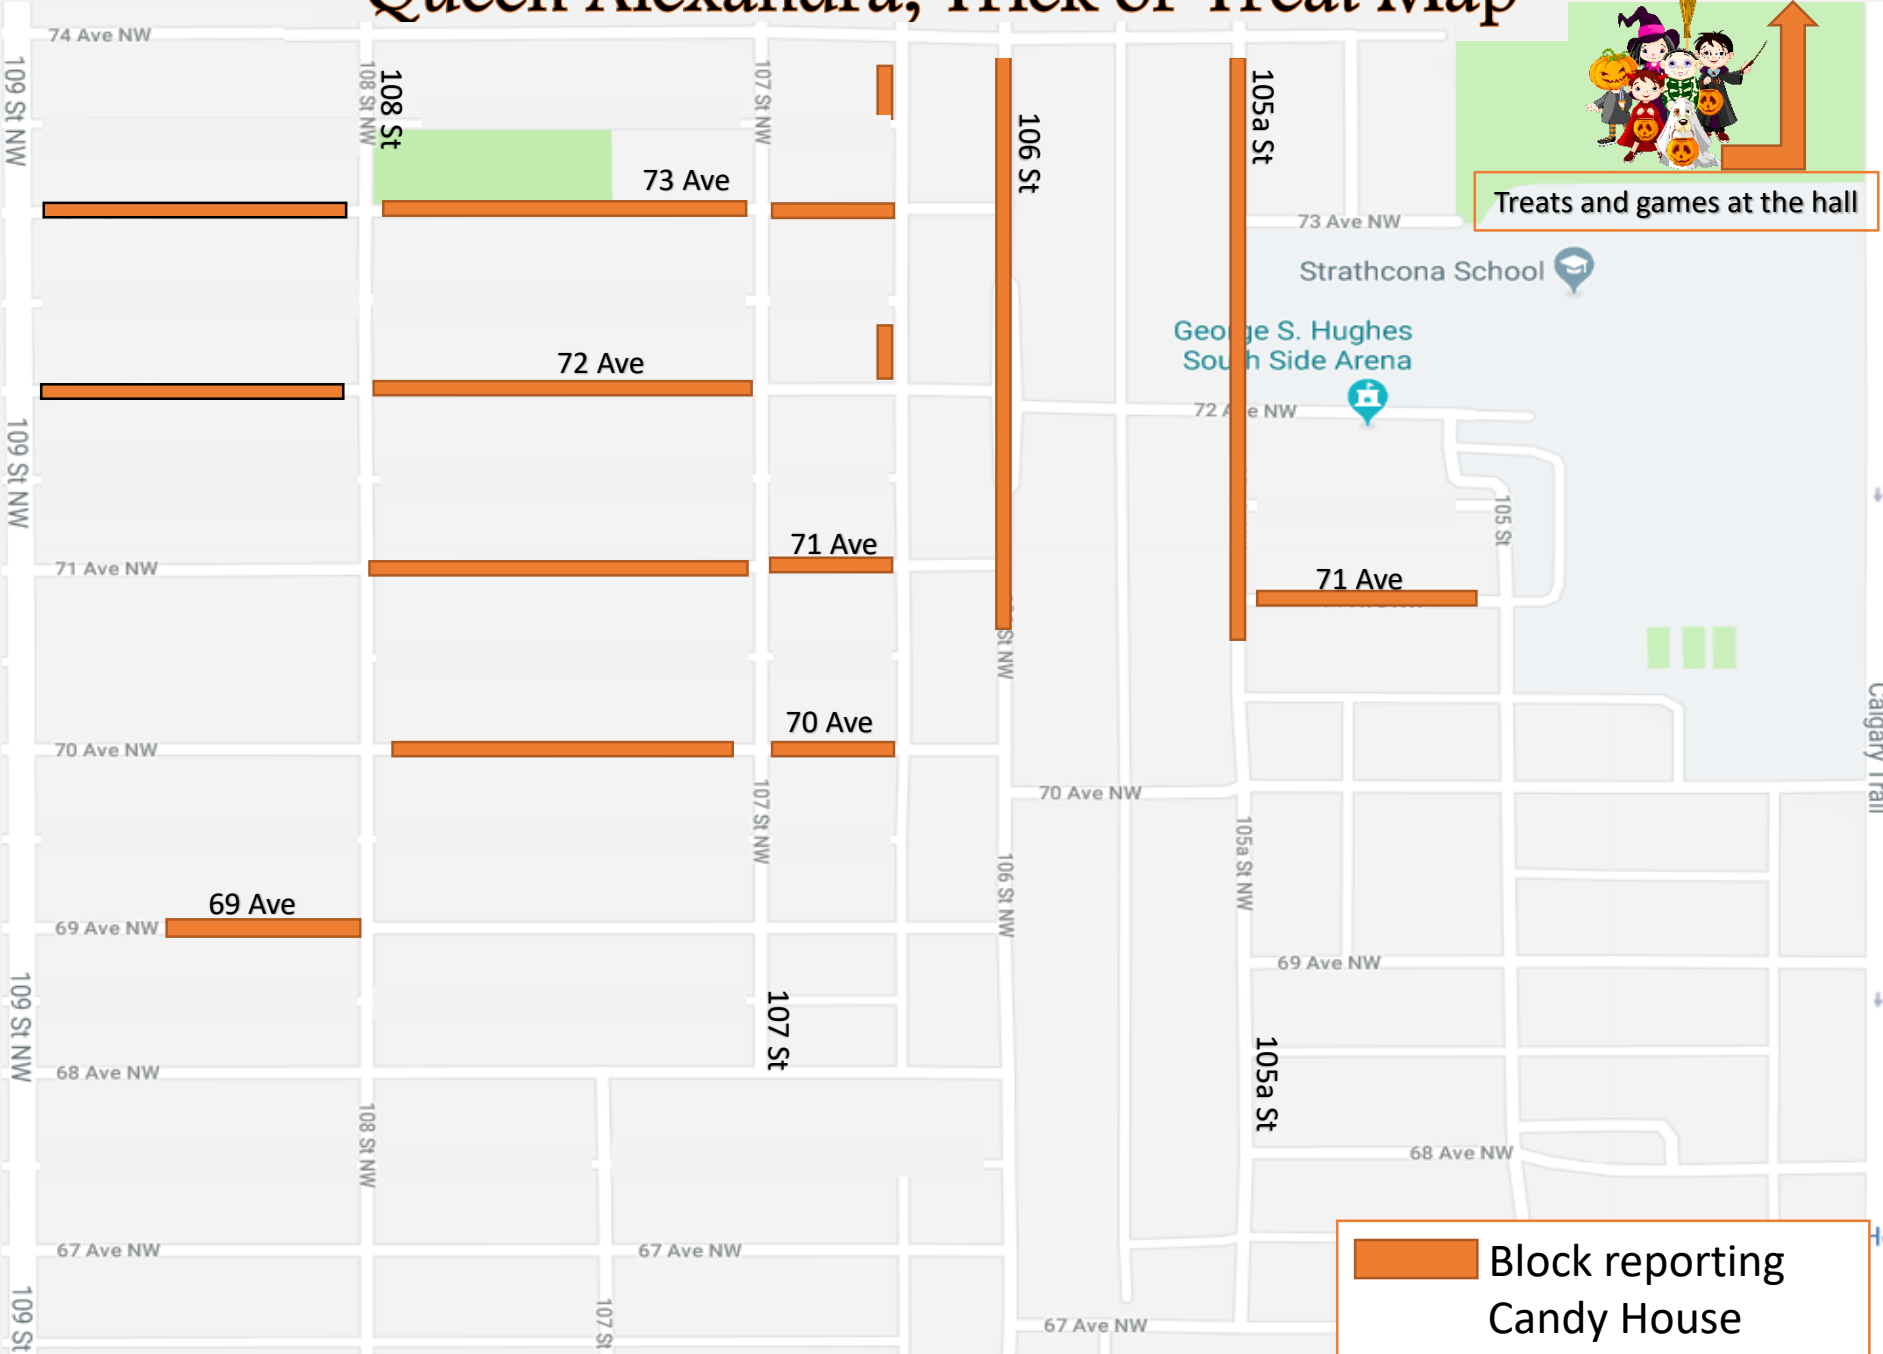 Queen Alexandra, Trick or Treat Map
74 Ave NW
109 St NW
108 St NW
108 St
107 St NW
106 St
105a St
Treats and games at the hall
73 Ave
73 Ave NW
Strathcona School
George S. Hughes
South Side Arena
72 Ave
72 Ave NW
109 St NW
105 St
71 Ave
71 Ave NW
71 Ave
St NW
Calgary Trail
70 Ave
70 Ave NW
70 Ave NW
107 St NW
105a St NW
106 St NW
69 Ave
69 Ave NW
69 Ave NW
109 St NW
107 St
105a St
68 Ave NW
108 St NW
68 Ave NW
67 Ave NW
67 Ave NW
109 St
107 St
67 Ave NW
Block reporting
Candy House